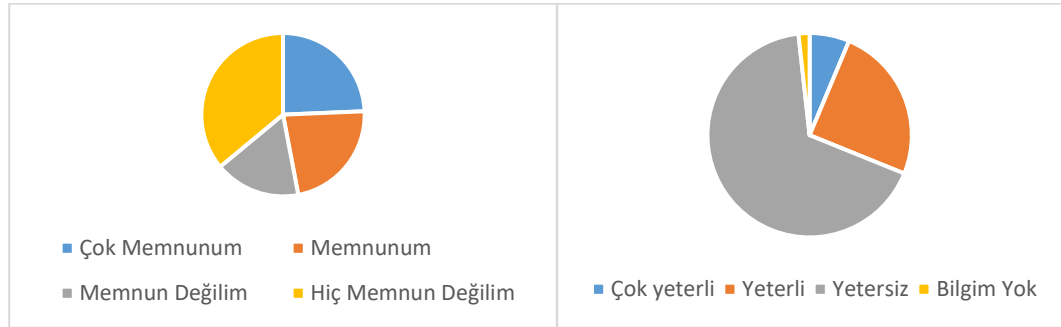 Çok Memnunum Memnunum
Memnun Değilim Hiç Memnun Değilim
Çok yeterli Yeterli Yetersiz Bilgim Yok